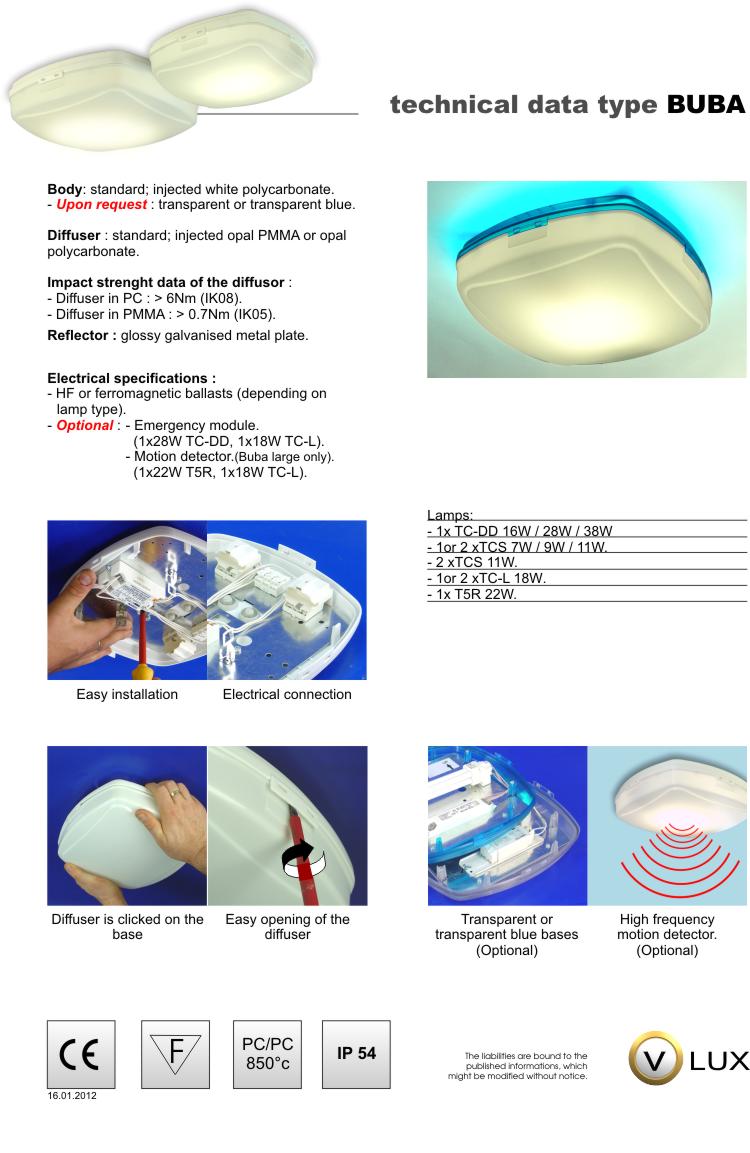 technical data type BUBA
Body: standard; injected white polycarbonate.
- Upon request : transparent or transparent blue.
Diffuser : standard; injected opal PMMA or opal
polycarbonate.
Impact strenght data of the diffusor :
- Diffuser in PC : > 6Nm (IK08).
- Diffuser in PMMA : > 0.7Nm (IK05).
Reflector : glossy galvanised metal plate.
Electrical specifications :
- HF or ferromagnetic ballasts (depending on
lamp type).
- Optional : - Emergency module.
(1x28W TC-DD, 1x18W TC-L).
- Motion detector.(Buba large only).
(1x22W T5R, 1x18W TC-L).
Lamps:
- 1x TC-DD 16W / 28W / 38W
- 1or 2 xTCS 7W / 9W / 11W.
- 2 xTCS 11W.
- 1or 2 xTC-L 18W.
- 1x T5R 22W.
Easy installation
Electrical connection
Diffuser is clicked on the
base
Easy opening of the
diffuser
Transparent or
transparent blue bases
(Optional)
High frequency
motion detector.
(Optional)
CE
F
PC/PC
850°c
IP 54
16.01.2012
The liabilities are bound to the
published informations, which
might be modified without notice.
V LUX